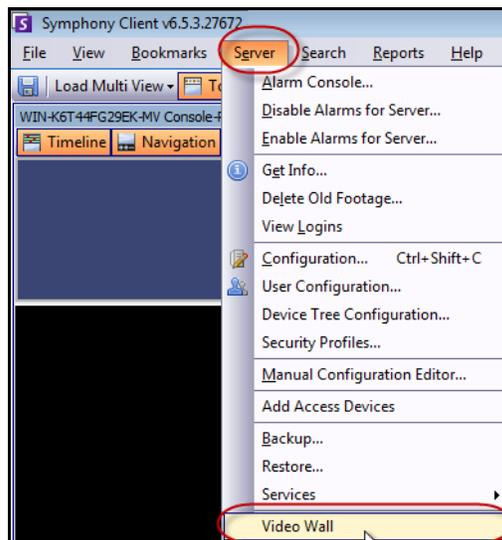 Symphony Client v6.5.3.27672
File View Bookmarks Server Search Reports Help
Load Multi View
WIN-K6T44FG29EK-MV Console-
Timeline Navigation
Alarm Console...
Disable Alarms for Server...
Enable Alarms for Server...
Get Info...
Delete Old Footage...
View Logins
Configuration... Ctrl+Shift+C
User Configuration...
Device Tree Configuration...
Security Profiles...
Manual Configuration Editor...
Add Access Devices
Backup...
Restore...
Services
Video Wall